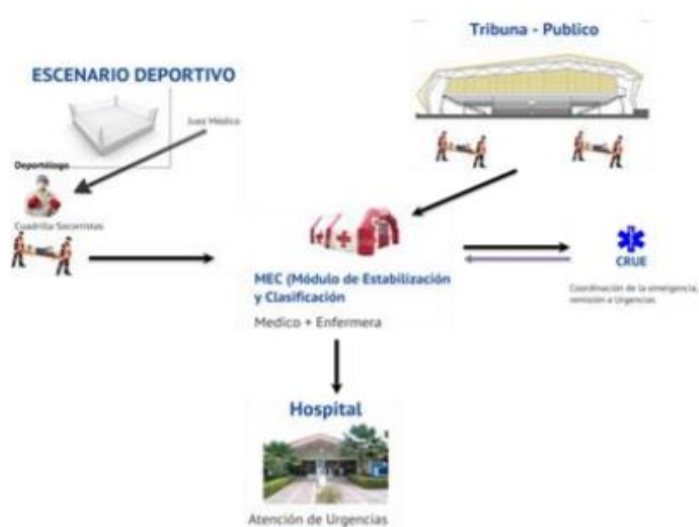 Tribuna - Publico
ESCENARIO DEPORTIVO
Juez Médico
Deportólogo
Cuadrilla Socorristas
MEC (Módulo de Estabilización
y Clasificación
Medico + Enfermera
CRUE
Coordinación de la emergencia,
remisión a Urgencias
Hospital
Atención de Urgencias